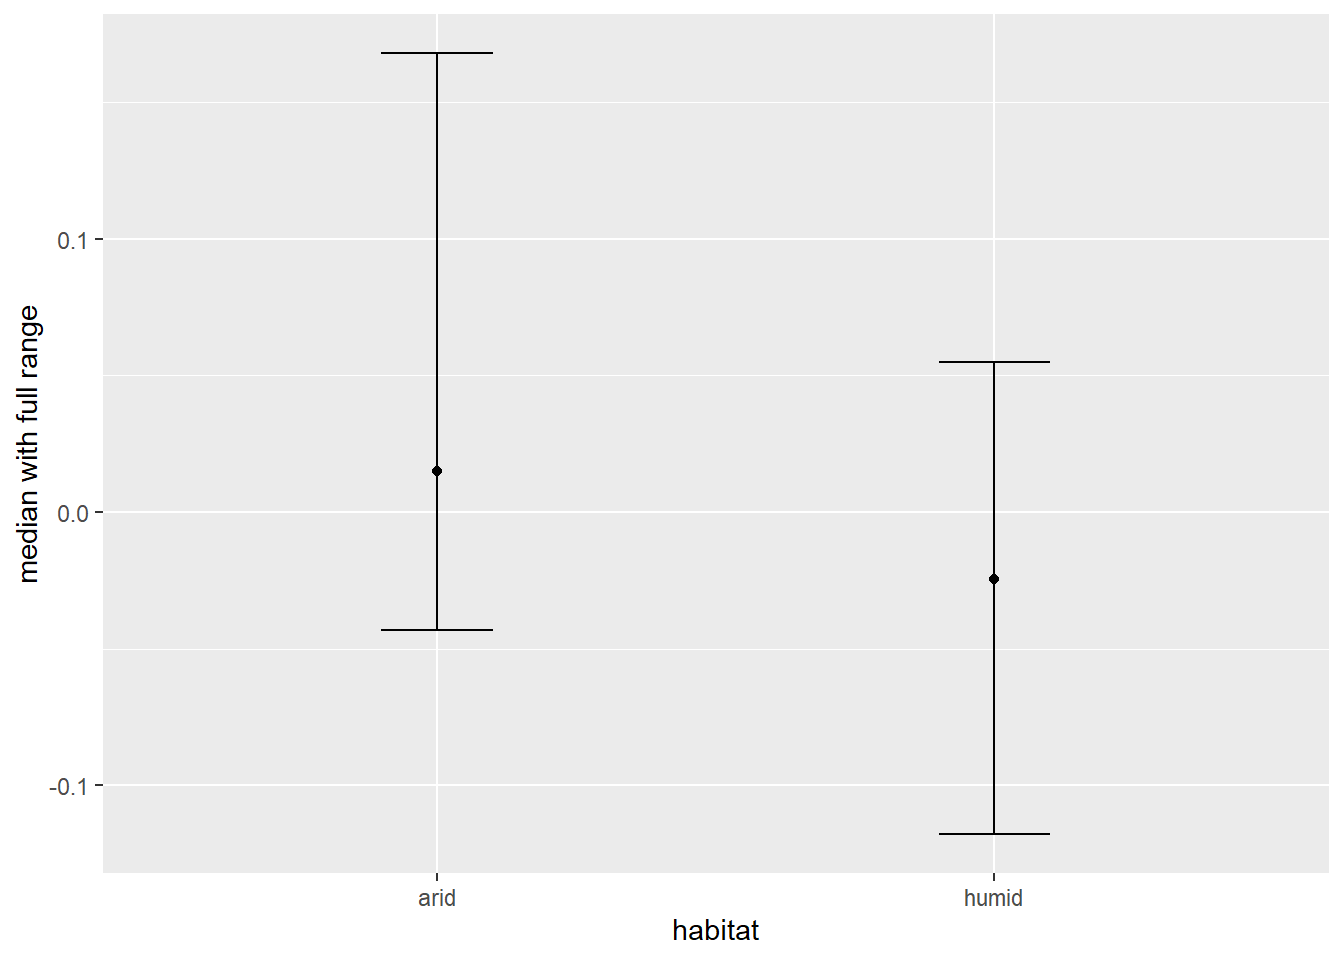 median with full range
0.1
0.0
-0.1
arid humid
habitat